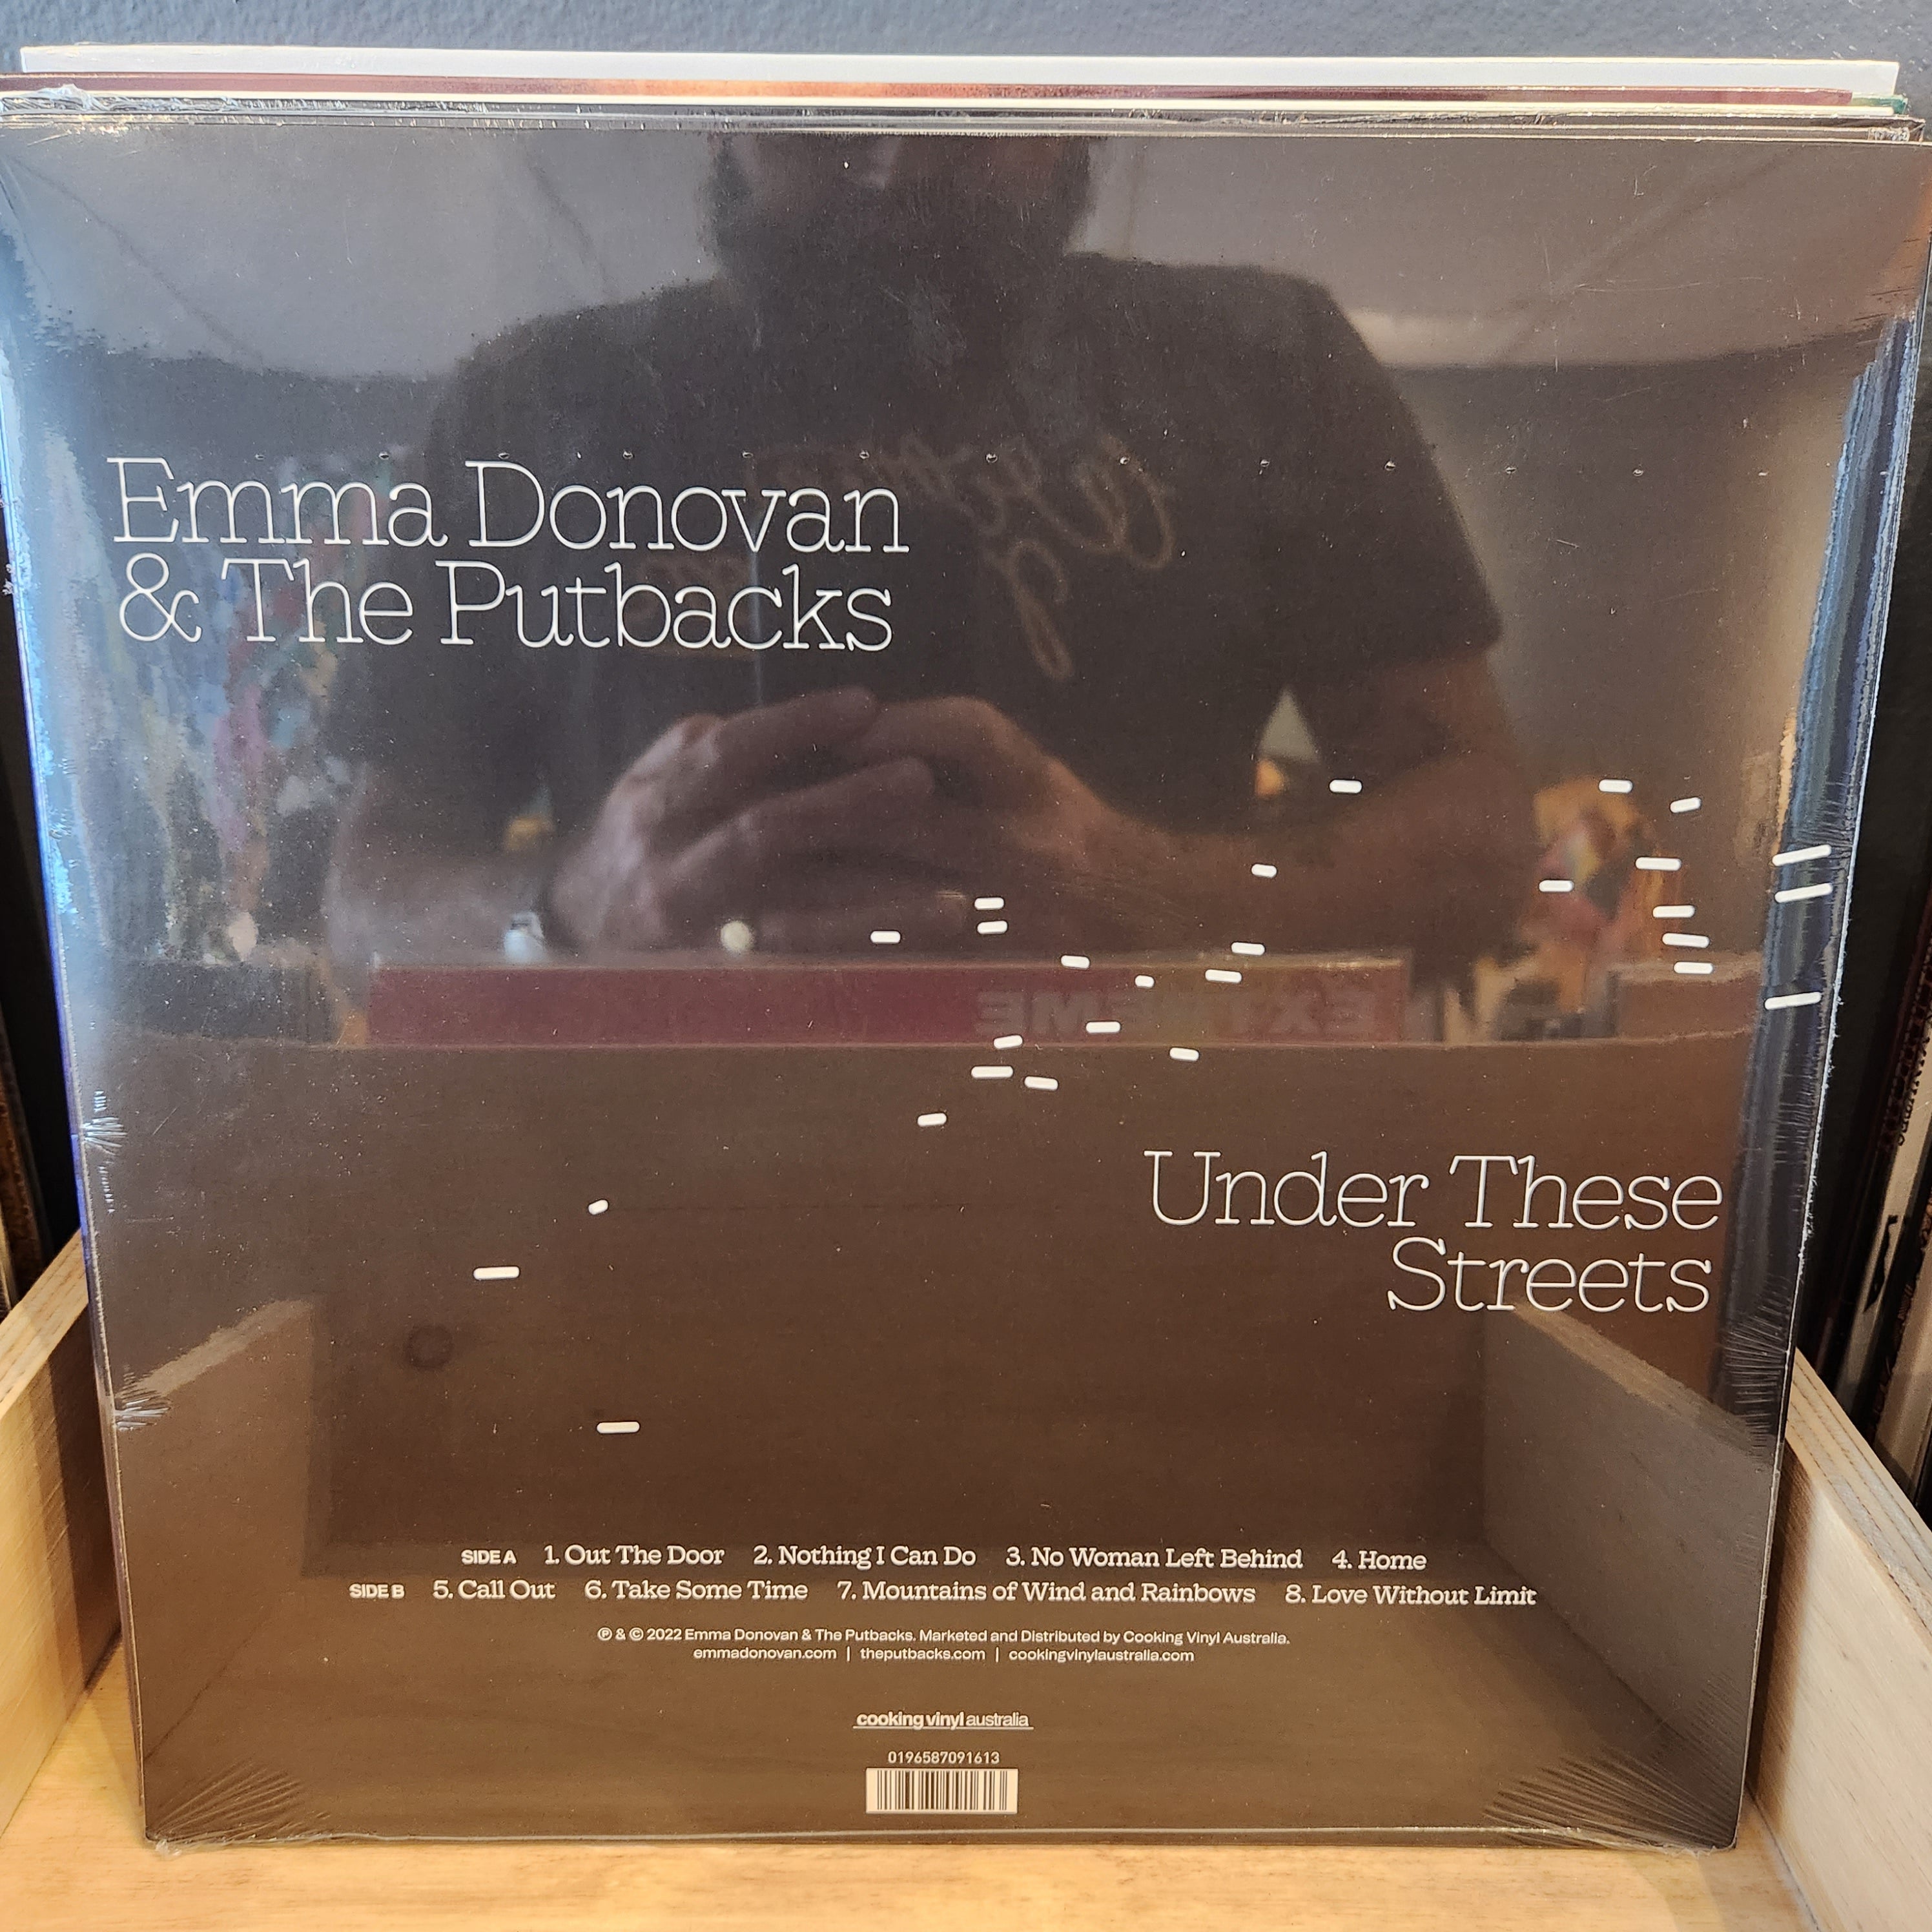 Emma Donovan
& The Putbacks
EXTREME
Under These
Streets
SIDE A 1. Out The Door 2. Nothing I Can Do 3. No Woman Left Behind 4. Home
SIDE B 5. Call Out 6. Take Some Time 7. Mountains of Wind and Rainbows 8. Love Without Limit
℗ & © 2022 Emma Donovan & The Putbacks. Marketed and Distributed by Cooking Vinyl Australia.
emmadonovan.com | theputbacks.com | cookingvinylaustralia.com
cooking vinyl australia
0196587091613